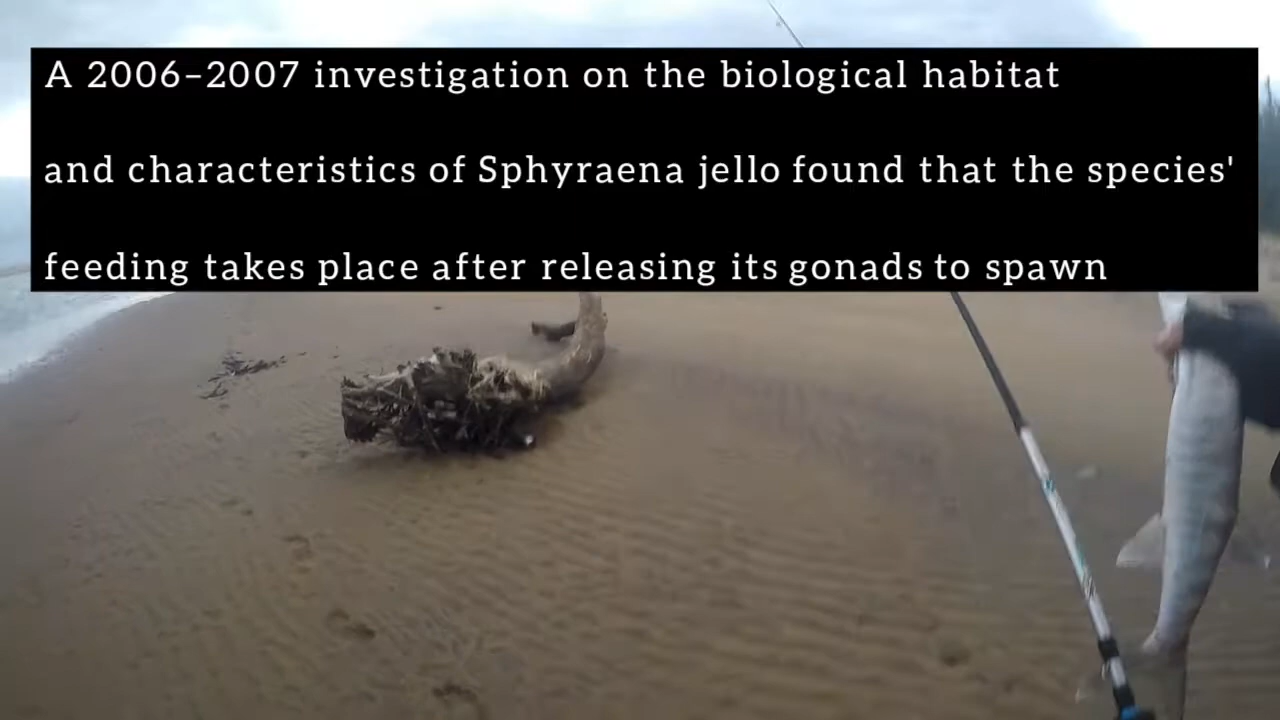 A 2006–2007 investigation on the biological habitat
and characteristics of Sphyraena jello found that the species'
feeding takes place after releasing its gonads to spawn